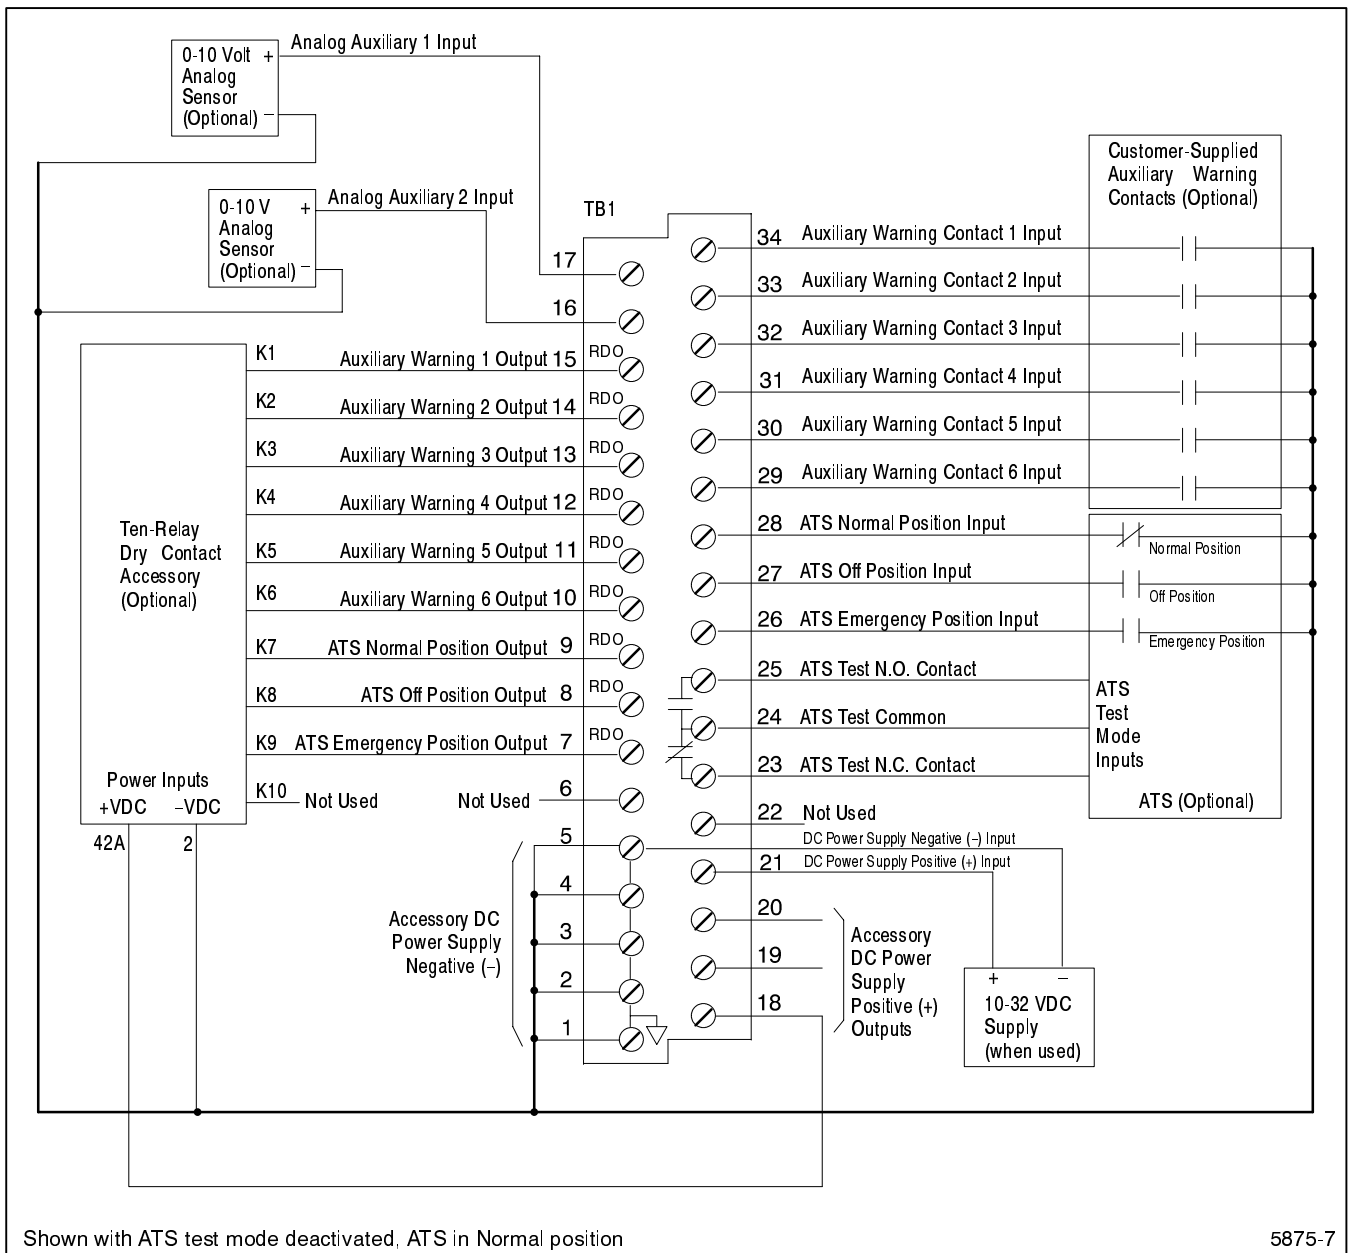 Analog Auxiliary 1 Input
0-10 Volt +
Analog
Sensor
(Optional) −
Analog Auxiliary 2 Input
0-10 V +
Analog
Sensor
(Optional) −
TB1
17
16
Customer-Supplied
Auxiliary Warning
Contacts (Optional)
34 Auxiliary Warning Contact 1 Input
33 Auxiliary Warning Contact 2 Input
32 Auxiliary Warning Contact 3 Input
31 Auxiliary Warning Contact 4 Input
30 Auxiliary Warning Contact 5 Input
29 Auxiliary Warning Contact 6 Input
28 ATS Normal Position Input
Normal Position
27 ATS Off Position Input
Off Position
26 ATS Emergency Position Input
Emergency Position
25 ATS Test N.O. Contact
24 ATS Test Common
23 ATS Test N.C. Contact
ATS
Test
Mode
Inputs
ATS (Optional)
22 Not Used
DC Power Supply Negative (−) Input
21 DC Power Supply Positive (+) Input
20
19
18
Accessory
DC Power
Supply
Positive (+)
Outputs
+ −
10-32 VDC
Supply
(when used)
K1 Auxiliary Warning 1 Output 15 RDO
K2 Auxiliary Warning 2 Output 14 RDO
K3 Auxiliary Warning 3 Output 13 RDO
K4 Auxiliary Warning 4 Output 12 RDO
K5 Auxiliary Warning 5 Output 11 RDO
K6 Auxiliary Warning 6 Output 10 RDO
K7 ATS Normal Position Output 9 RDO
K8 ATS Off Position Output 8 RDO
K9 ATS Emergency Position Output 7 RDO
K10 Not Used Not Used 6
Ten-Relay
Dry Contact
Accessory
(Optional)
Power Inputs
+VDC −VDC
42A 2
5
4
3
2
1
Accessory DC
Power Supply
Negative (−)
Shown with ATS test mode deactivated, ATS in Normal position
5875-7